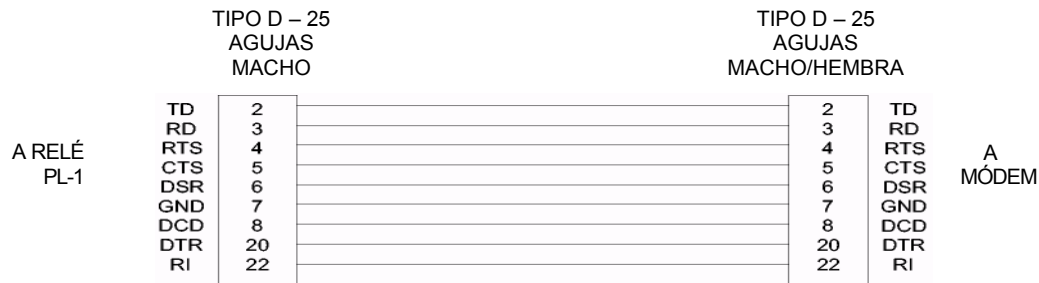 TIPO D – 25
AGUJAS
MACHO
TIPO D – 25
AGUJAS
MACHO/HEMBRA
A RELÉ
PL-1
TD 2 2 TD
RD 3 3 RD
RTS 4 4 RTS
CTS 5 5 CTS
DSR 6 6 DSR
GND 7 7 GND
DCD 8 8 DCD
DTR 20 20 DTR
RI 22 22 RI
A
MÓDEM